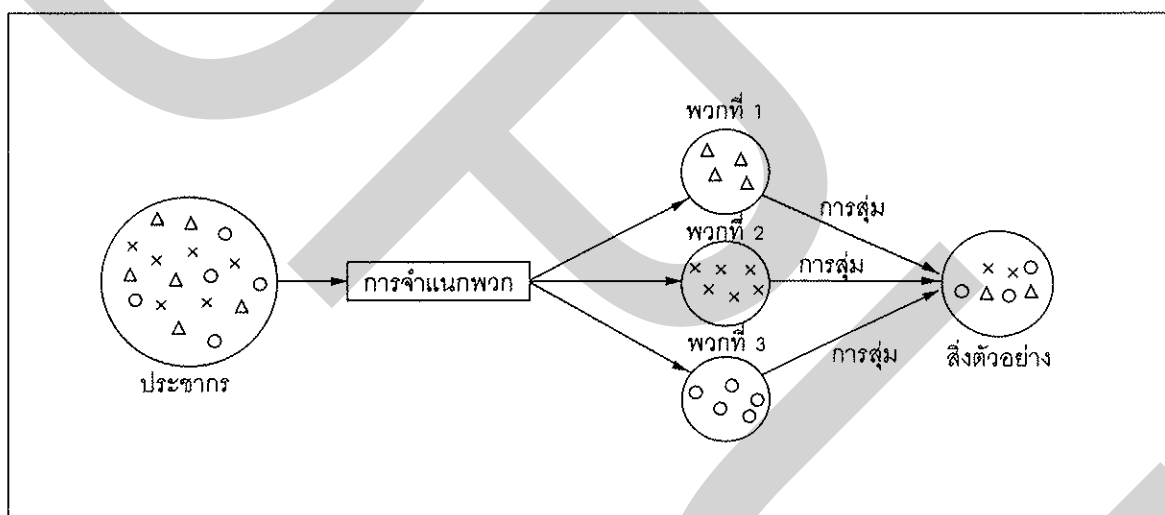 พวกที่ 1
การสุ่ม
พวกที่ 2
การสุ่ม
การจำแนกพวก
พวกที่ 3
การสุ่ม
สิ่งตัวอย่าง
ประชากร